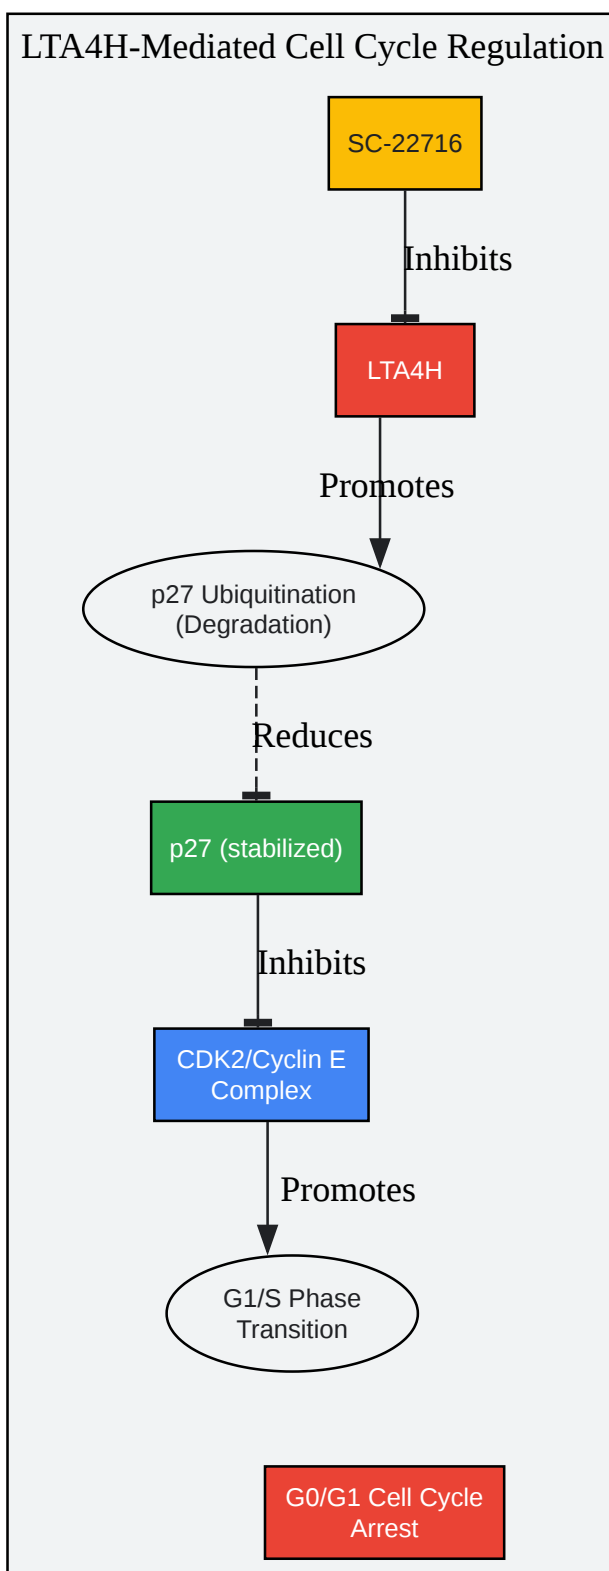 LTA4H-Mediated Cell Cycle Regulation
SC-22716
Inhibits
LTA4H
Promotes
p27 Ubiquitination
(Degradation)
Reduces
p27 (stabilized)
Inhibits
CDK2/Cyclin E
Complex
Promotes
G1/S Phase
Transition
G0/G1 Cell Cycle
Arrest